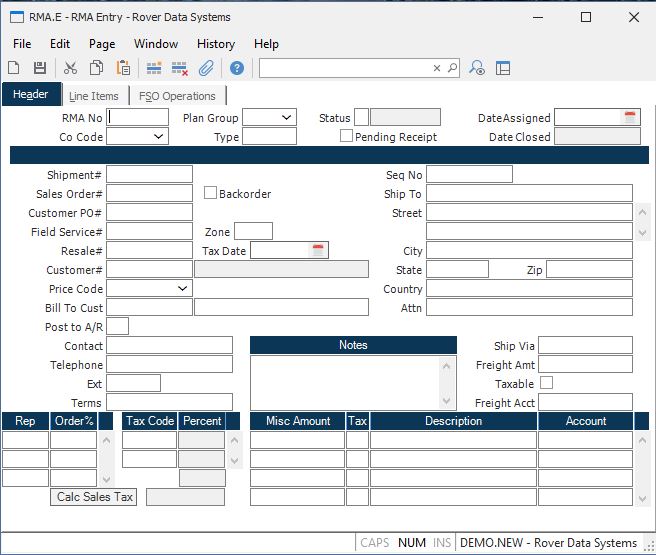 RMA.E - RMA Entry - Rover Data Systems
File Edit Page Window History Help
Header Line Items FSO Operations
RMA No Plan Group Status DateAssigned
Co Code Type Pending Receipt Date Closed
Shipment# Seq No
Sales Order# Backorder Ship To
Customer PO# Street
Field Service# Zone
Resale# Tax Date City
Customer# State Zip
Price Code Country
Bill To Cust Attn
Post to A/R
Contact Notes Ship Via
Telephone Freight Amt
Ext Taxable
Terms Freight Acct
Rep Order% Tax Code Percent Misc Amount Tax Description Account
Calc Sales Tax
CAPS NUM INS DEMO.NEW - Rover Data Systems